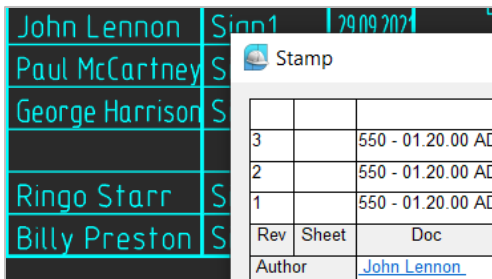 John Lennon Sign1 29.09.2021
Paul McCartney S
George Harrison S
Ringo Starr S
Billy Preston S
Stamp
3 550 - 01.20.00 AD
2 550 - 01.20.00 AD
1 550 - 01.20.00 AD
Rev Sheet Doc
Author John Lennon